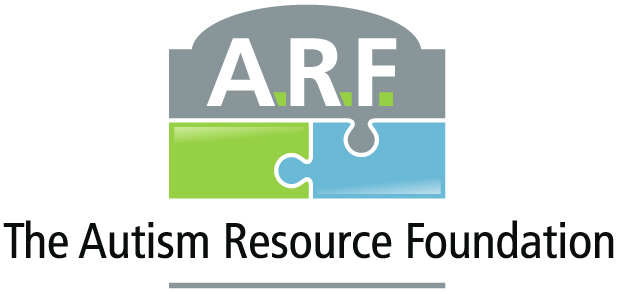 A.R.F.
The Autism Resource Foundation